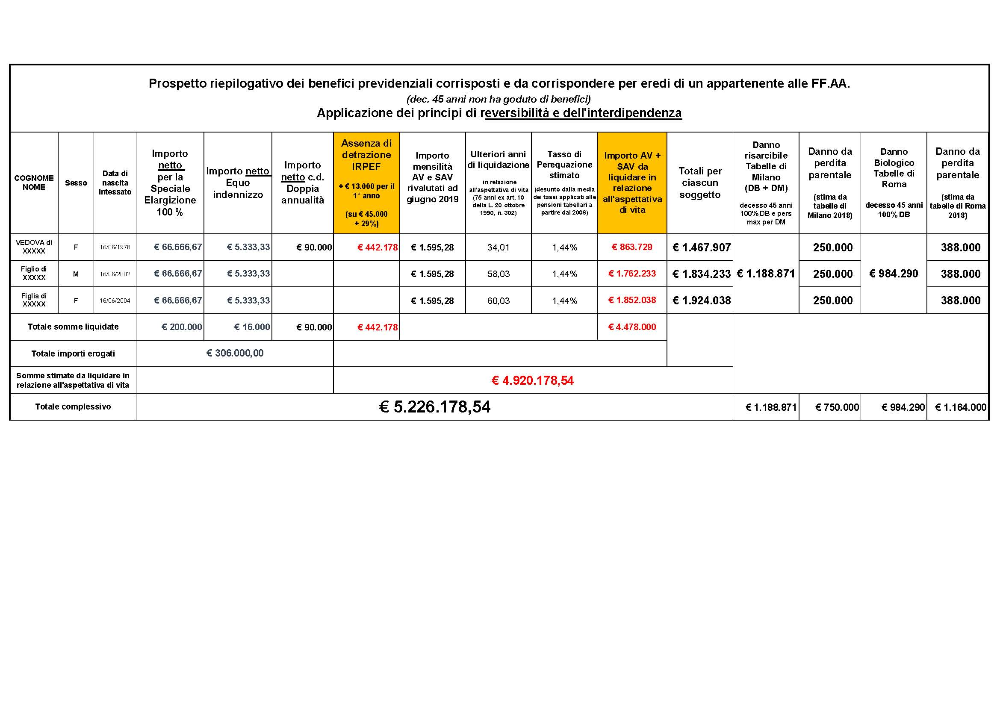 Prospetto riepilogativo dei benefici previdenziali corrisposti e da corrispondere per eredi di un appartenente alle FF.AA.
(dec. 45 anni non ha goduto di benefici)
Applicazione dei principi di reversibilità e dell'interdipendenza
COGNOME
NOME
Sesso
Data di
nascita
intessato
Importo
netto
per la
Speciale
Elargizione
100 %
Importo netto
Equo
indennizzo
Importo
netto c.d.
Doppia
annualità
Assenza di
detrazione
IRPEF
+ € 13.000 per il
1° anno
(su € 45.000
+ 29%)
Importo
mensilità
AV e SAV
rivalutati ad
giugno 2019
Ulteriori anni
di liquidazione
in relazione
all'aspettativa di vita
(75 anni ex art. 10
della L. 20 ottobre
1990, n. 302)
Tasso di
Perequazione
stimato
(desunto dalla media
dei tassi applicati alle
pensioni tabellari a
partire dal 2006)
Importo AV +
SAV da
liquidare in
relazione
all'aspettativa
di vita
Totali per
ciascun
soggetto
Danno
risarcibile
Tabelle di
Milano
(DB + DM)
decesso 45 anni
100% DB e pers
max per DM
Danno da
perdita
parentale
(stima da
tabelle di
Milano 2018)
Danno
Biologico
Tabelle di
Roma
decesso 45 anni
100% DB
Danno da
perdita
parentale
(stima da
tabelle di Roma
2018)
VEDOVA di
XXXXX
F
16/06/1978
€ 66.666,67
€ 5.333,33
€ 90.000
€ 442.178
€ 1.595,28
34,01
1,44%
€ 863.729
€ 1.467.907
250.000
388.000
Figlio di
XXXXX
M
16/06/2002
€ 66.666,67
€ 5.333,33
€ 1.595,28
58,03
1,44%
€ 1.762.233
€ 1.834.233
€ 1.188.871
250.000
€ 984.290
388.000
Figlia di
XXXXX
F
16/06/2004
€ 66.666,67
€ 5.333,33
€ 1.595,28
60,03
1,44%
€ 1.852.038
€ 1.924.038
250.000
388.000
Totale somme liquidate
€ 200.000
€ 16.000
€ 90.000
€ 442.178
€ 4.478.000
Totale importi erogati
€ 306.000,00
Somme stimate da liquidare in
relazione all'aspettativa di vita
€ 4.920.178,54
Totale complessivo
€ 5.226.178,54
€ 1.188.871
€ 750.000
€ 984.290
€ 1.164.000